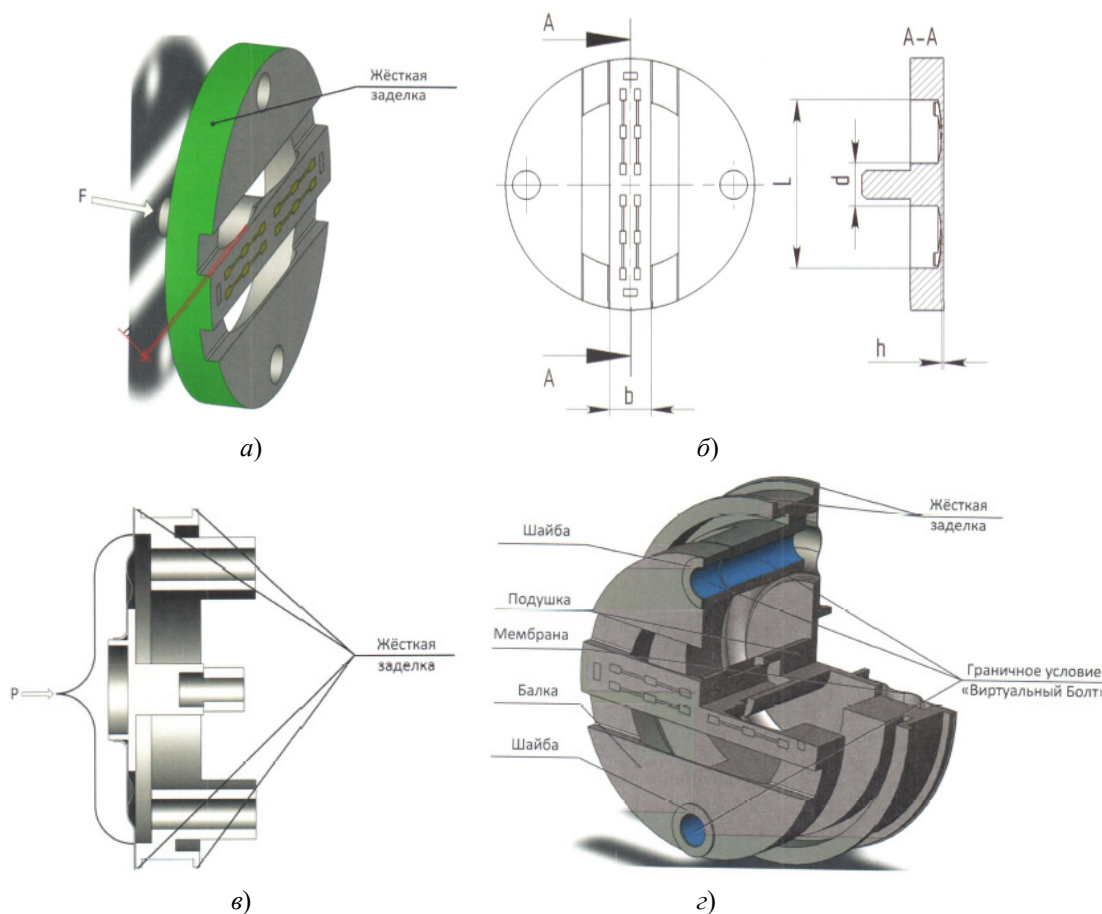 Жёсткая
заделка
F
а)
A
A-A
L
d
h
A
b
б)
P
Жёсткая
заделка
в)
Шайба
Подушка
Мембрана
Балка
Шайба
Жёсткая
заделка
Граничное условие
«Виртуальный Болт»
г)